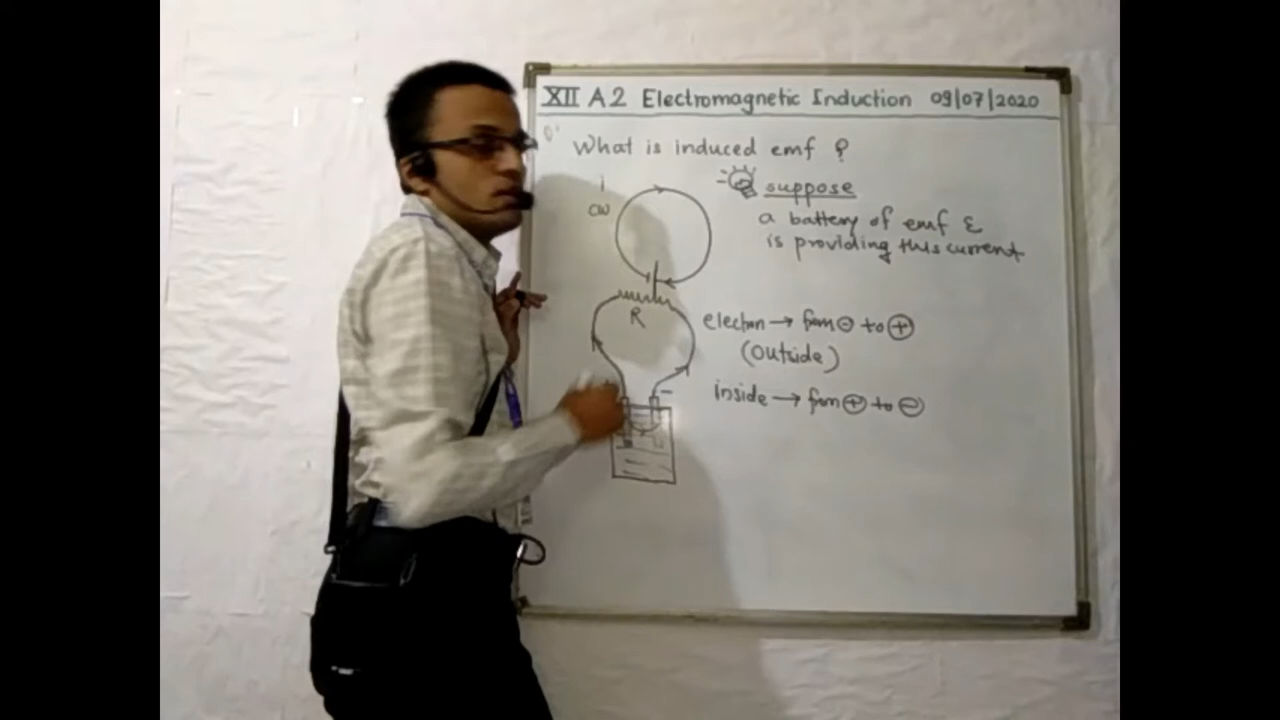 XII A2 Electromagnetic Induction 09/07/2020
What is induced emf ?
i
CW
suppose
a battery of emf ε
is providing this current
R
electron → from ⊖ to ⊕
(outside)
inside → from ⊕ to ⊖